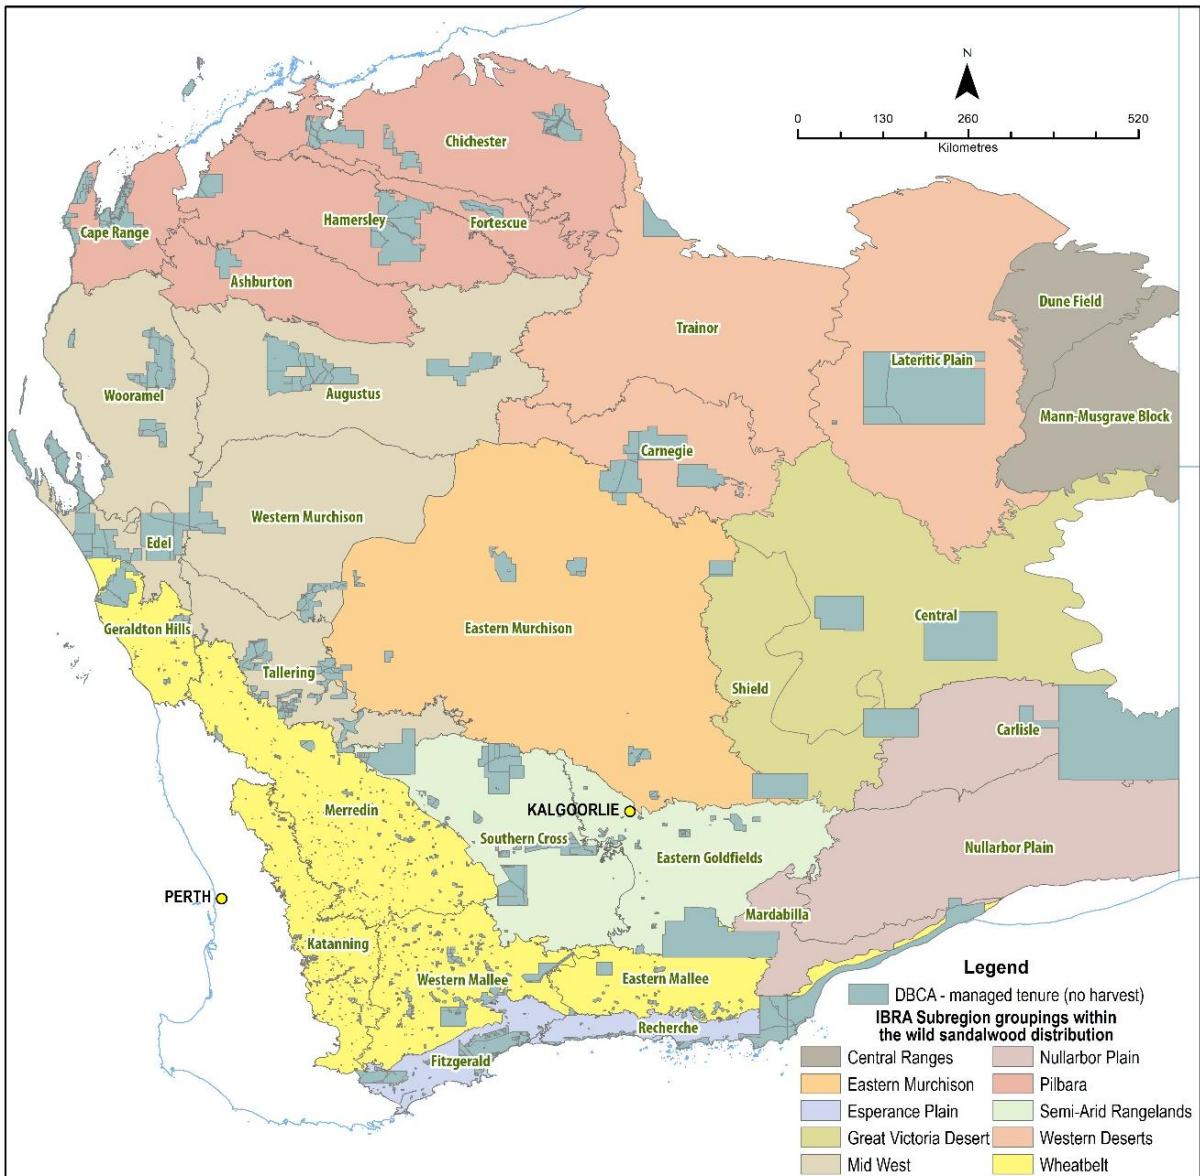 N
0 130 260 520
Kilometres
Chichester
Hamersley
Fortescue
Cape Range
Ashburton
Dune Field
Trainor
Lateritic Plain
Wooramel
Augustus
Mann-Musgrave Block
Carnegie
Western Murchison
Edel
Geraldton Hills
Eastern Murchison
Central
Tallering
Shield
Carlisle
Merredin
KALGOORLIE
Southern Cross
Eastern Goldfields
Nullarbor Plain
PERTH
Mardabilla
Katanning
Western Mallee
Eastern Mallee
Recherche
Fitzgerald
Legend
DBCA - managed tenure (no harvest)
IBRA Subregion groupings within
the wild sandalwood distribution
Central Ranges
Eastern Murchison
Esperance Plain
Great Victoria Desert
Mid West
Nullarbor Plain
Pilbara
Semi-Arid Rangelands
Western Deserts
Wheatbelt